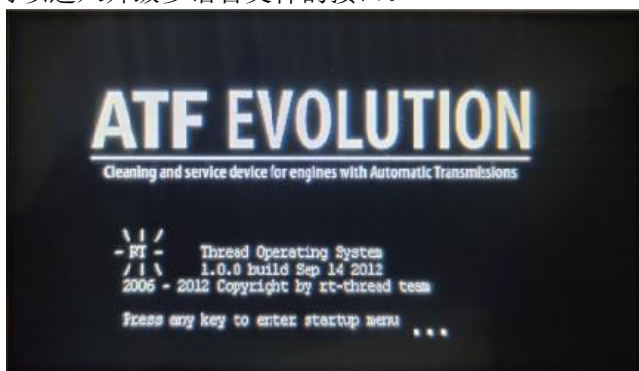 ATF EVOLUTION
Cleaning and service device for engines with Automatic Transmissions
\ | /
- RT - Thread Operating System
/ | \ 1.0.0 build Sep 14 2012
2006 - 2012 Copyright by rt-thread team
Press any key to enter startup menu ...